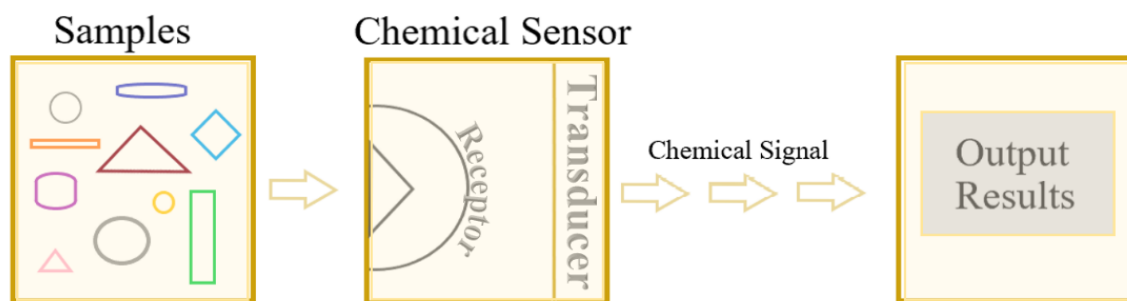 Samples
Chemical Sensor
Receptor.
Transducer
Chemical Signal
Output
Results